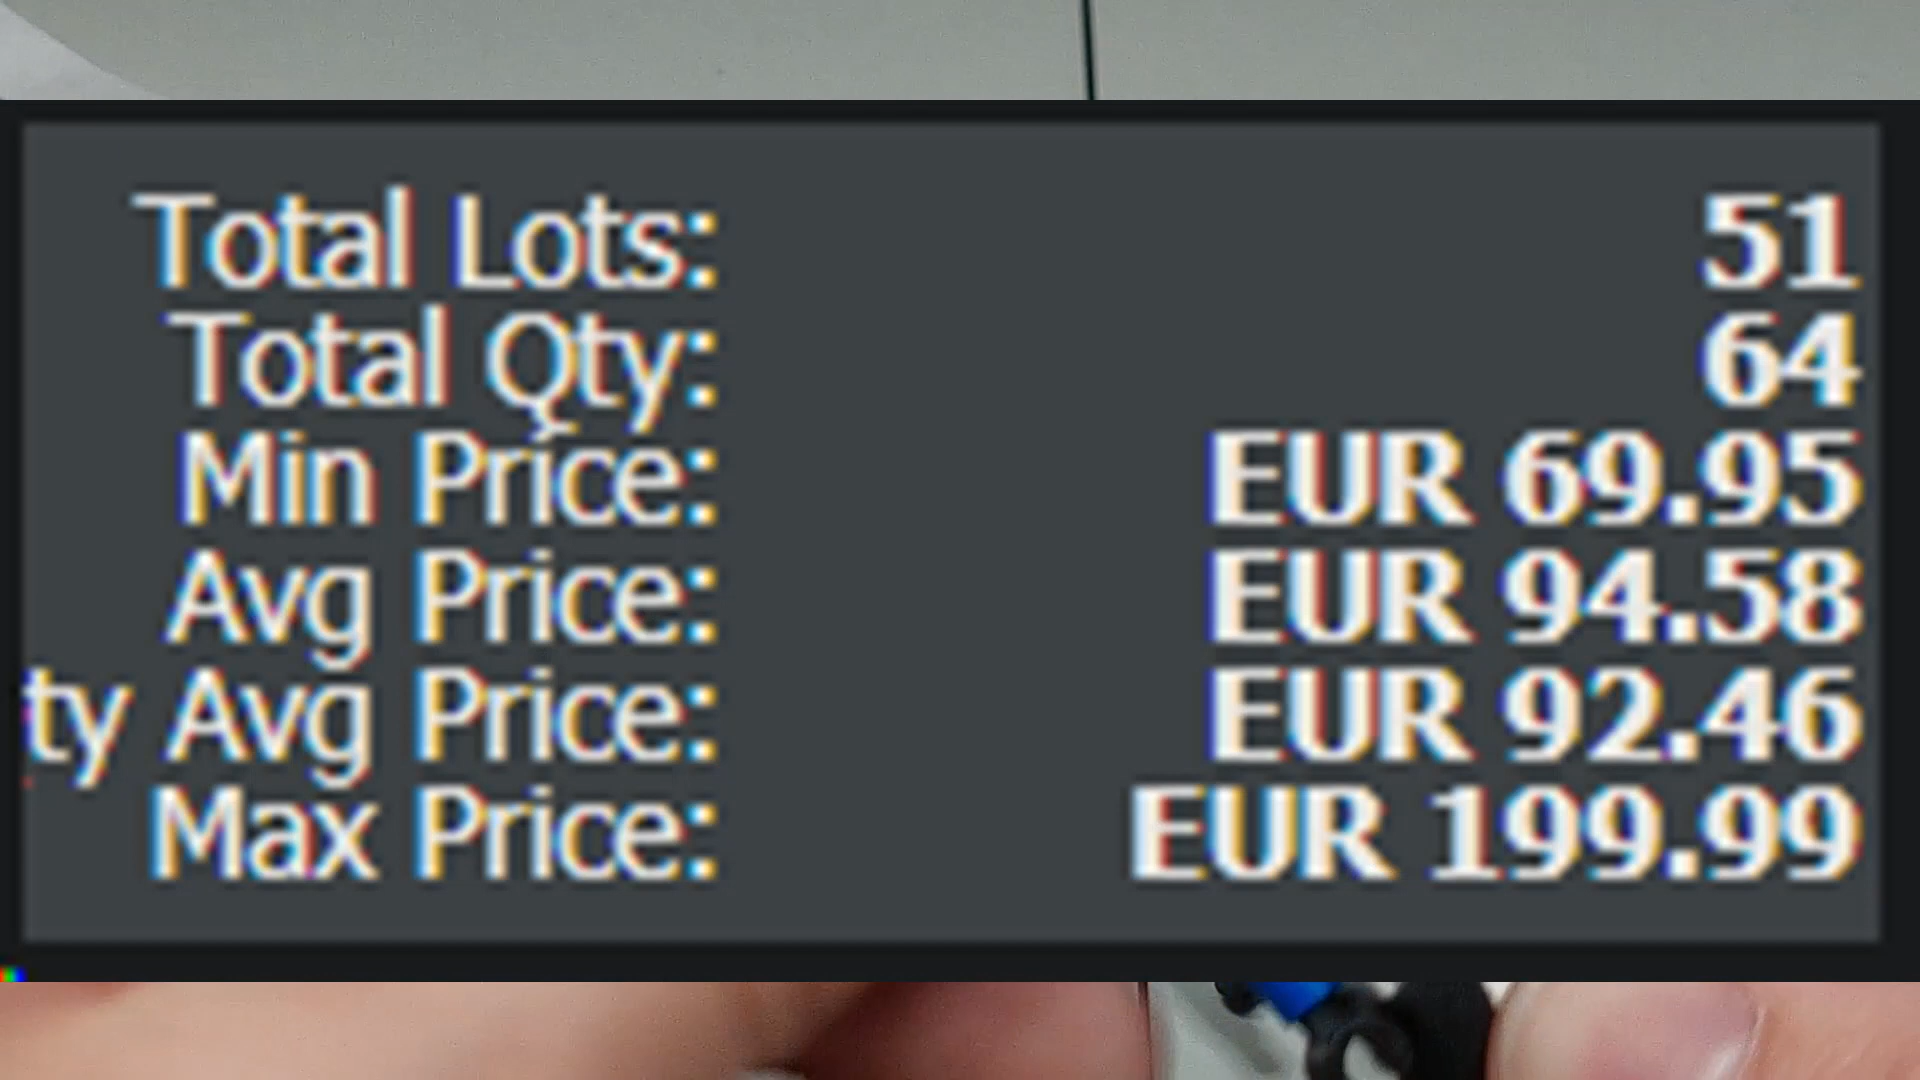 Total Lots: 51
Total Qty: 64
Min Price: EUR 69.95
Avg Price: EUR 94.58
ty Avg Price: EUR 92.46
Max Price: EUR 199.99